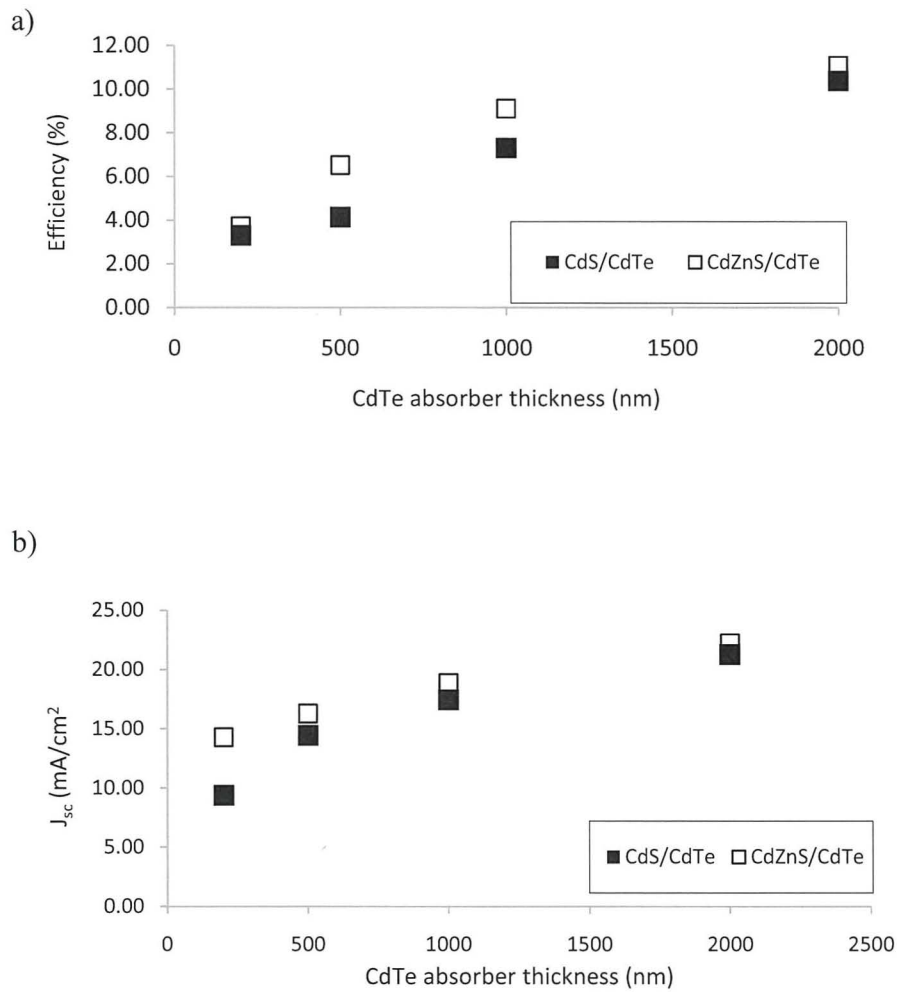 a)
12.00
10.00
8.00
6.00
4.00
2.00
0.00
Efficiency (%)
CdS/CdTe CdZnS/CdTe
0 500 1000 1500 2000
CdTe absorber thickness (nm)
b)
25.00
20.00
15.00
10.00
5.00
0.00
Jsc (mA/cm²)
CdS/CdTe CdZnS/CdTe
0 500 1000 1500 2000 2500
CdTe absorber thickness (nm)